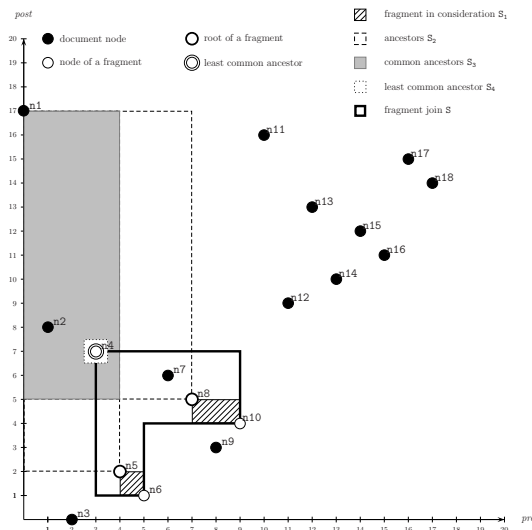 post
20
19
18
17
16
15
14
13
12
11
10
9
8
7
6
5
4
3
2
1
document node
node of a fragment
root of a fragment
least common ancestor
fragment in consideration S₁
ancestors S₂
common ancestors S₃
least common ancestor S₄
fragment join S
n1
n11
n17
n18
n13
n15
n16
n14
n12
n2
n4
n7
n8
n10
n9
n5
n6
n3
1 2 3 4 5 6 7 8 9 10 11 12 13 14 15 16 17 18 19 20